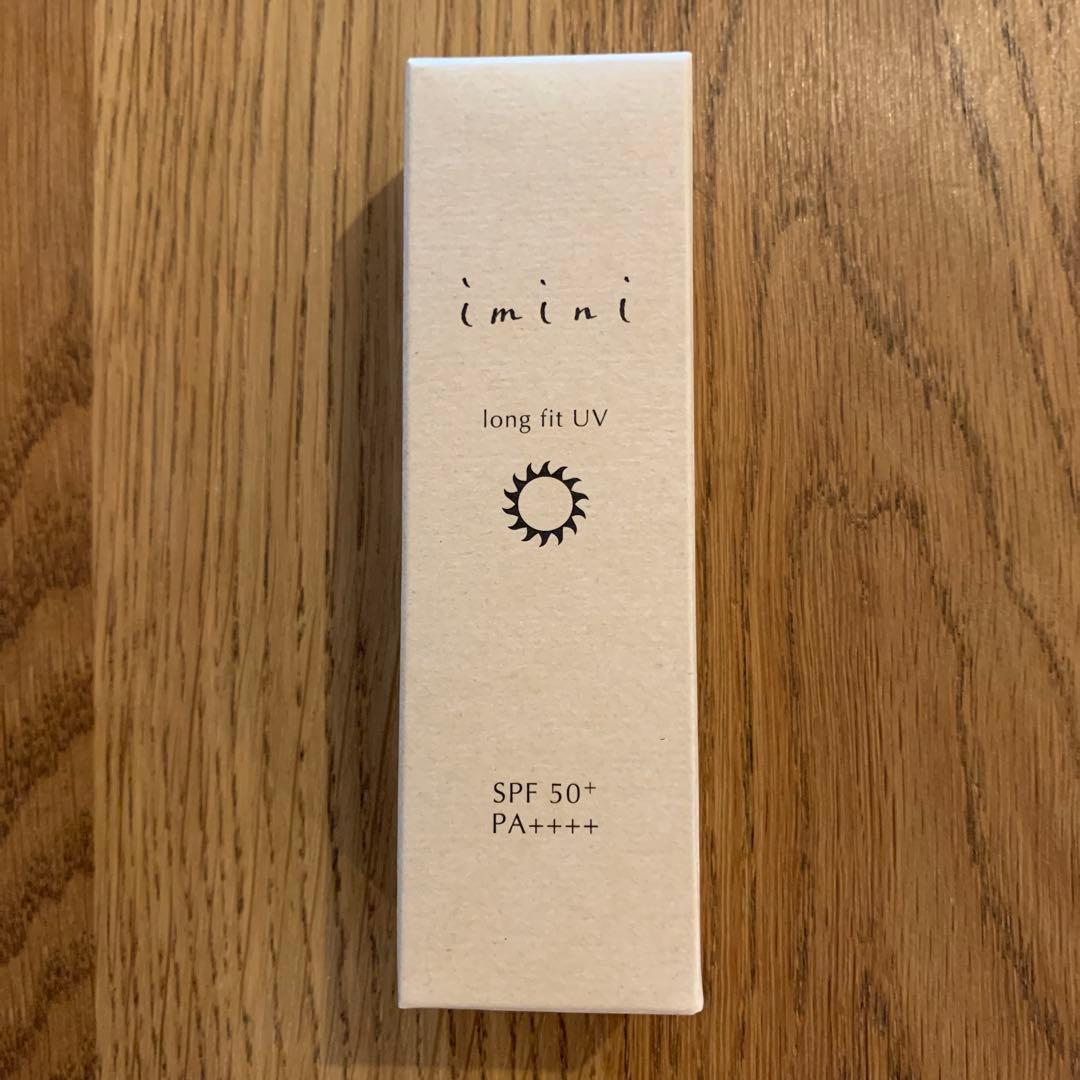 imini
long fit UV
SPF 50+
PA++++